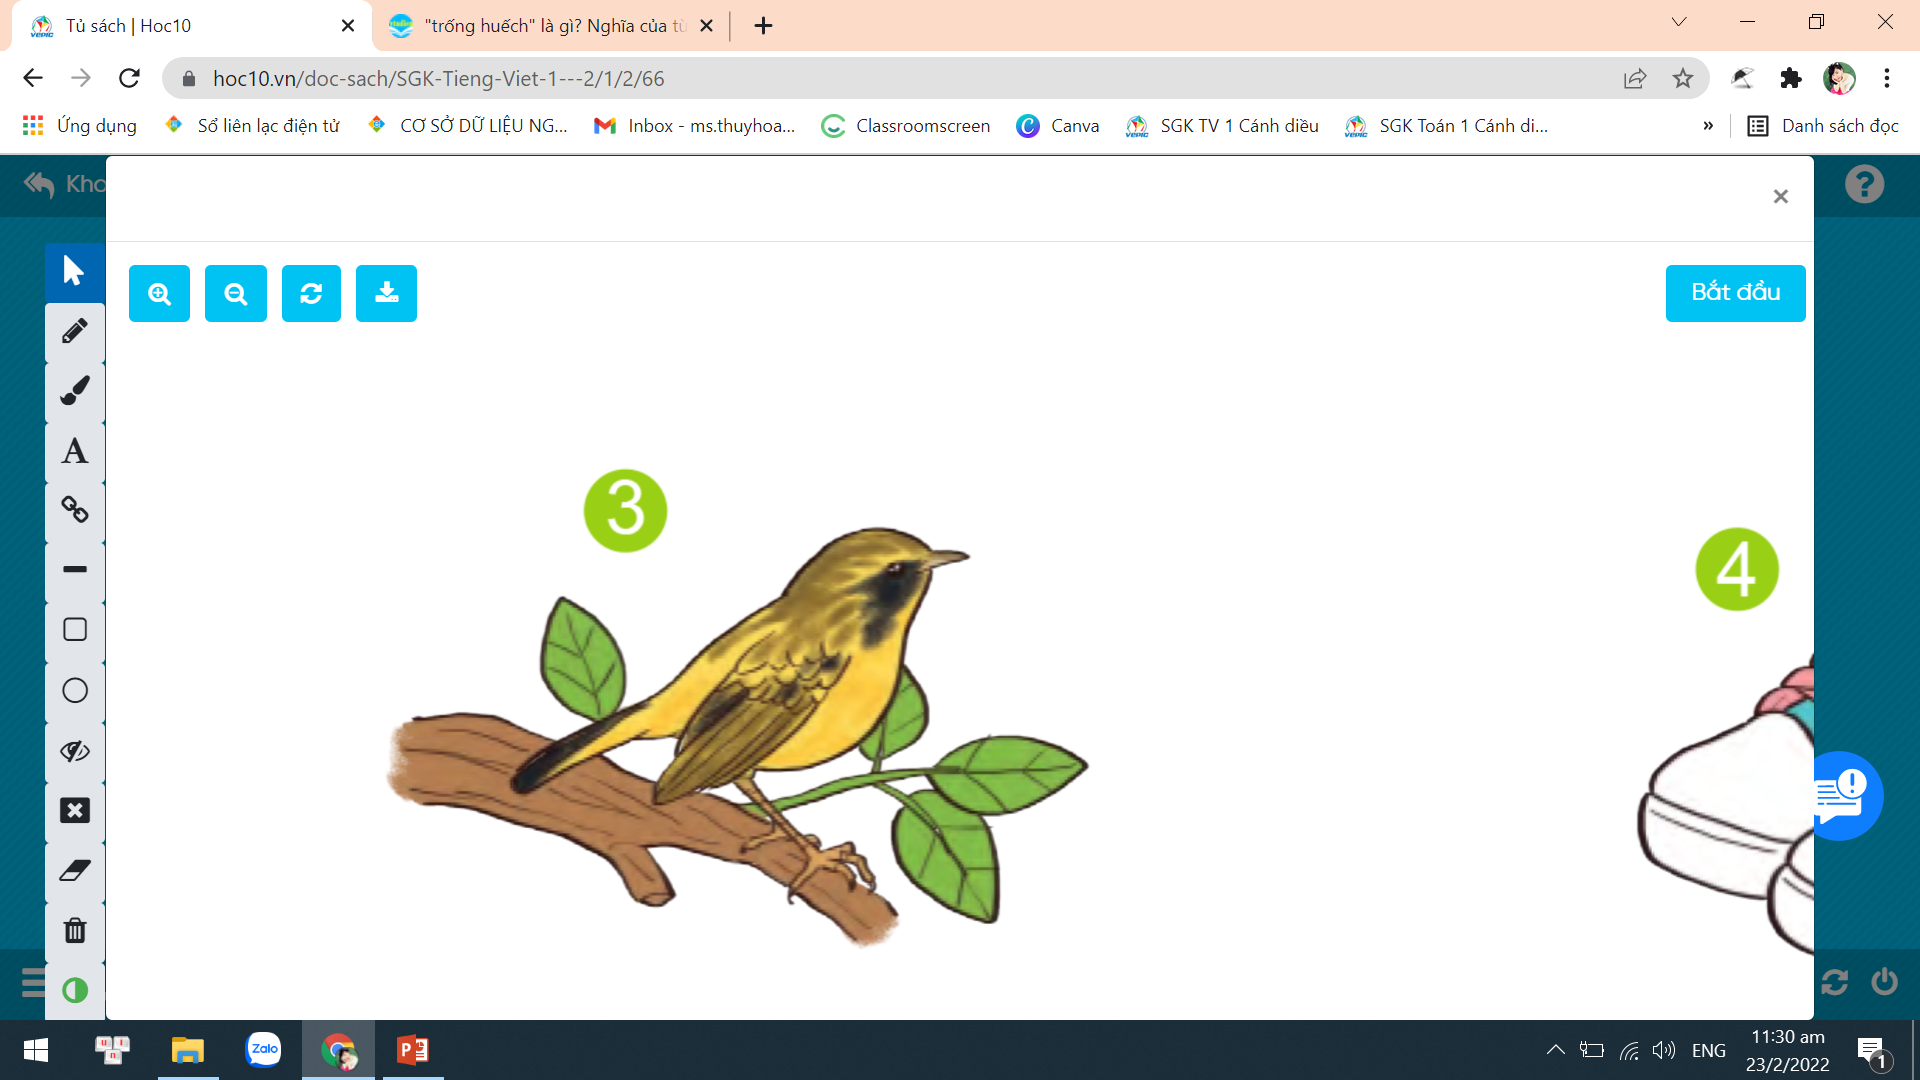 Tủ sách | Hoc10
"trống huếch" là gì? Nghĩa của từ
hoc10.vn/doc-sach/SGK-Tieng-Viet-1---2/1/2/66
Ứng dụng
Sổ liên lạc điện tử
CƠ SỞ DỮ LIỆU NG...
Inbox - ms.thuyhoa...
Classroomscreen
Canva
SGK TV 1 Cánh diều
SGK Toán 1 Cánh di...
»
Danh sách đọc
Kho
Bắt đầu
A
3
4
Zalo
ENG
11:30 am
23/2/2022
1